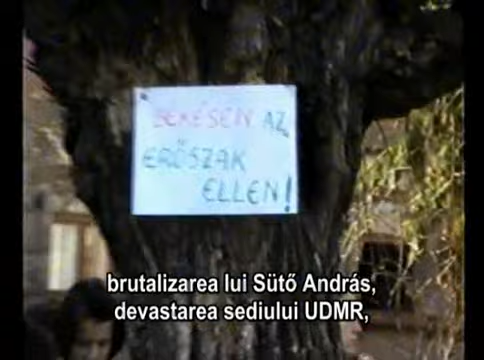 BÉKÉSEN AZ
ERŐSZAK
ELLEN!
brutalizarea lui Sütő András,
devastarea sediului UDMR,